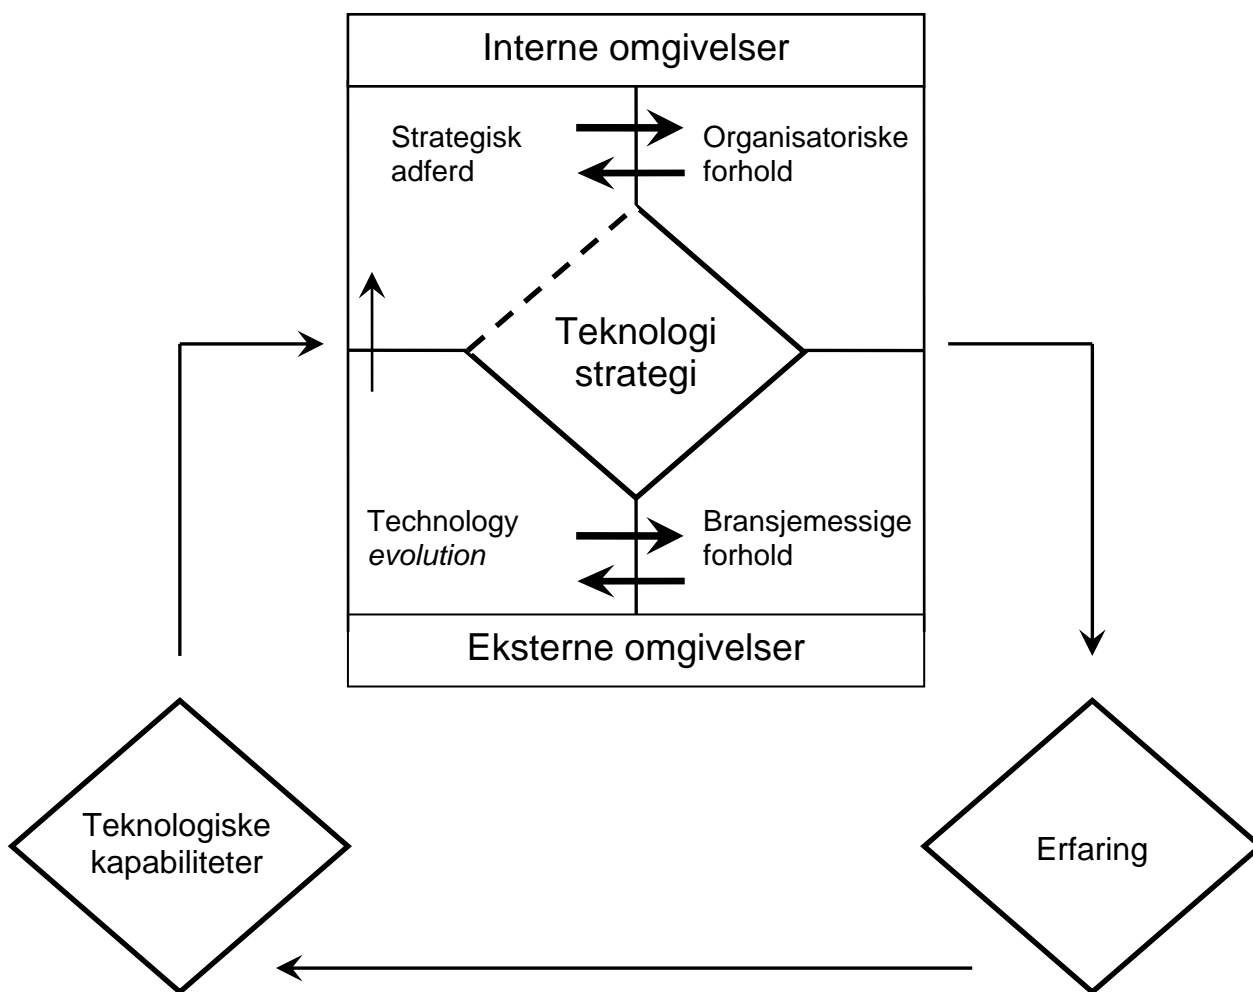 Interne omgivelser
Strategisk
adferd
Organisatoriske
forhold
Teknologi
strategi
Technology
evolution
Bransjemessige
forhold
Eksterne omgivelser
Teknologiske
kapabiliteter
Erfaring